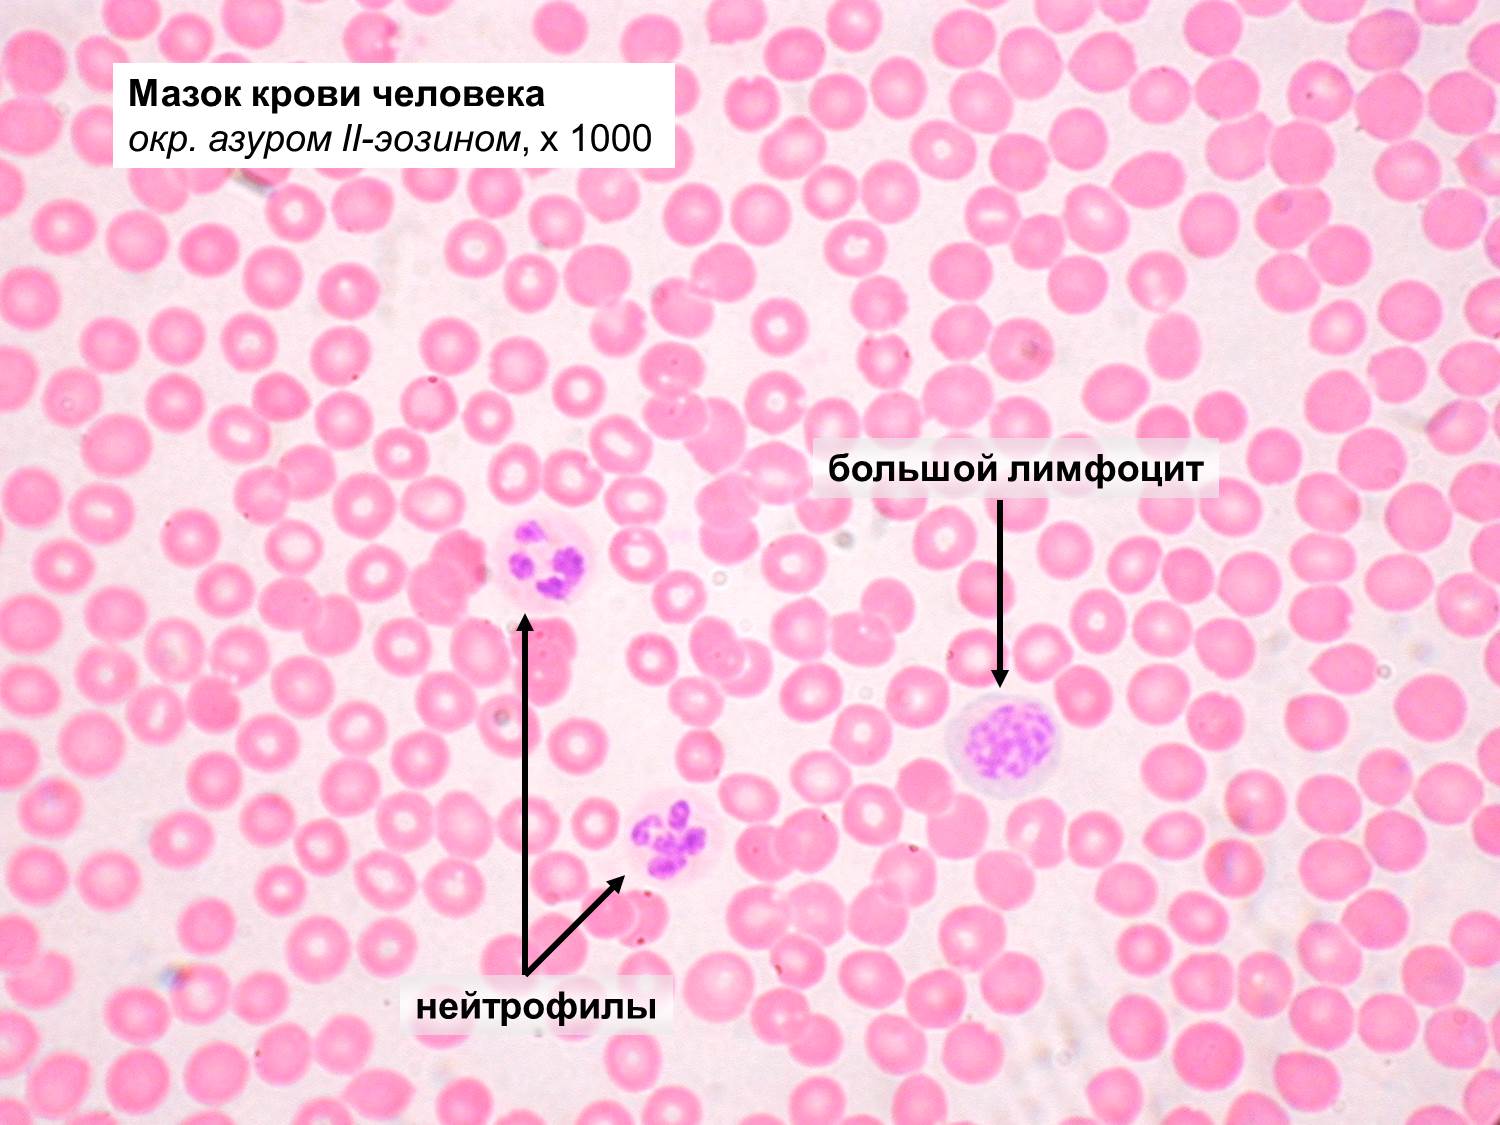 Мазок крови человека
окр. азуром II-эозином, x 1000
большой лимфоцит
нейтрофилы